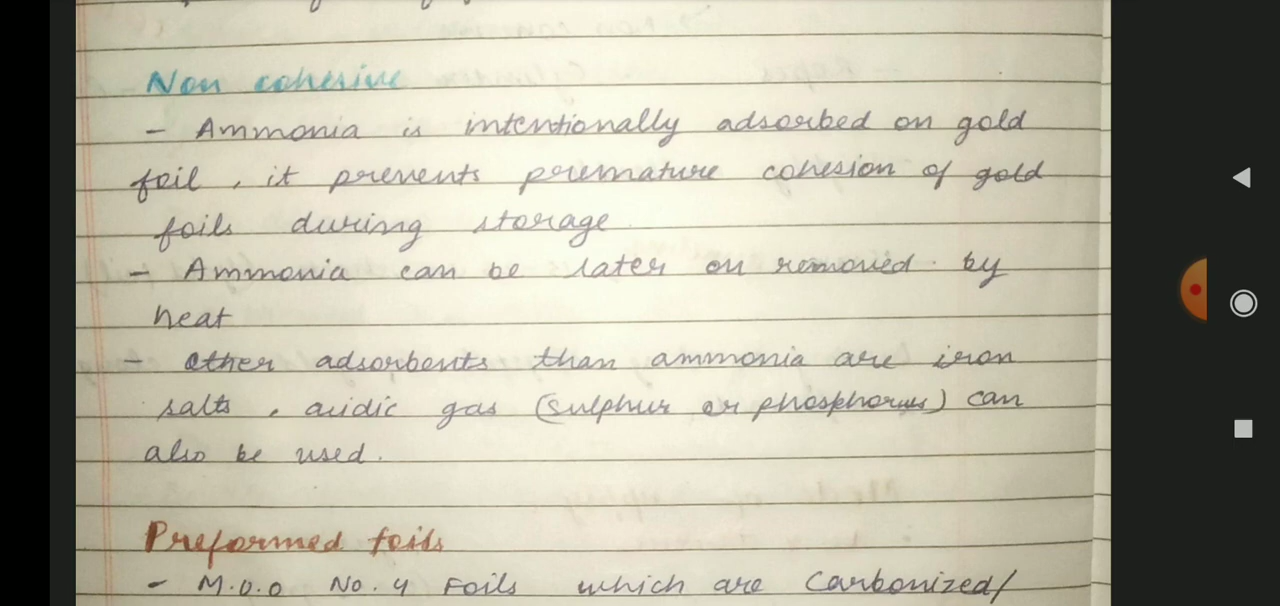 Non cohesive
- Ammonia is intentionally adsorbed on gold
foil, it prevents premature cohesion of gold
foils during storage
- Ammonia can be later on removed by
heat
- Other adsorbents than ammonia are iron
salts, acidic gas (sulphur or phosphorus) can
also be used.
Preformed foils
- M.O.O No. 4 Foils which are Carbonized/